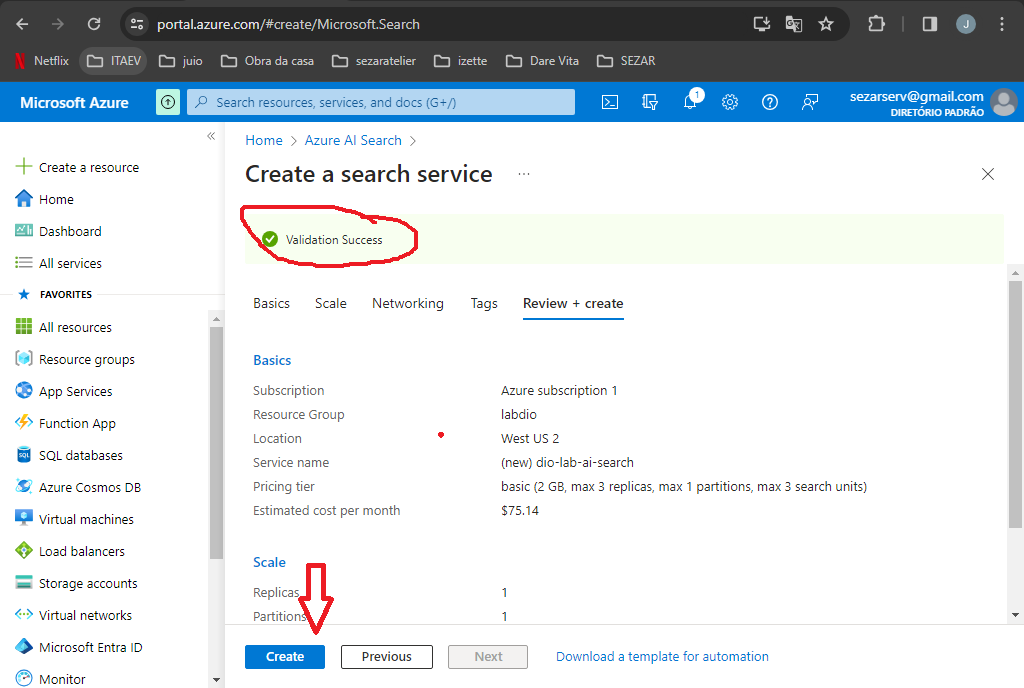 portal.azure.com/#create/Microsoft.Search
J
Netflix ITAEV juio Obra da casa sezaratelier izette Dare Vita SEZAR
Microsoft Azure
Search resources, services, and docs (G+/)
1
sezarserv@gmail.com
DIRETÓRIO PADRÃO
Create a resource
Home
Dashboard
All services
FAVORITES
All resources
Resource groups
App Services
Function App
SQL databases
Azure Cosmos DB
Virtual machines
Load balancers
Storage accounts
Virtual networks
Microsoft Entra ID
Monitor
Home > Azure AI Search >
Create a search service ...
Validation Success
Basics Scale Networking Tags Review + create
Basics
Subscription Azure subscription 1
Resource Group labdio
Location West US 2
Service name (new) dio-lab-ai-search
Pricing tier basic (2 GB, max 3 replicas, max 1 partitions, max 3 search units)
Estimated cost per month $75.14
Scale
Replicas 1
Partitions 1
Create Previous Next Download a template for automation